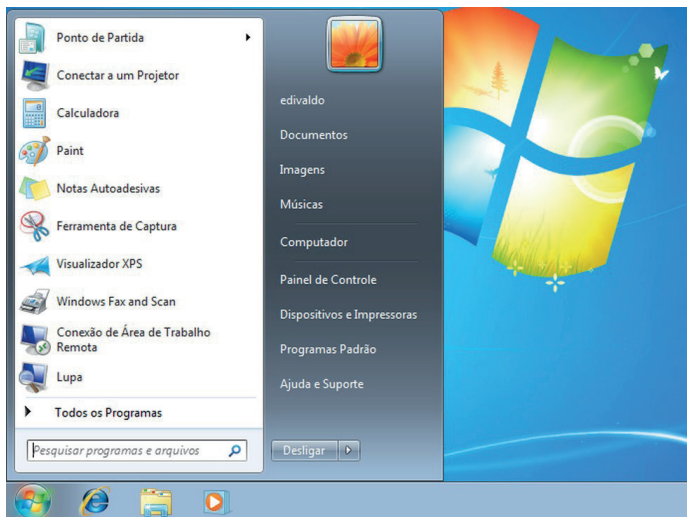 Ponto de Partida
Conectar a um Projetor
Calculadora
Paint
Notas Autoadesivas
Ferramenta de Captura
Visualizador XPS
Windows Fax and Scan
Conexão de Área de Trabalho
Remota
Lupa
Todos os Programas
Pesquisar programas e arquivos
edivaldo
Documentos
Imagens
Músicas
Computador
Painel de Controle
Dispositivos e Impressoras
Programas Padrão
Ajuda e Suporte
Desligar